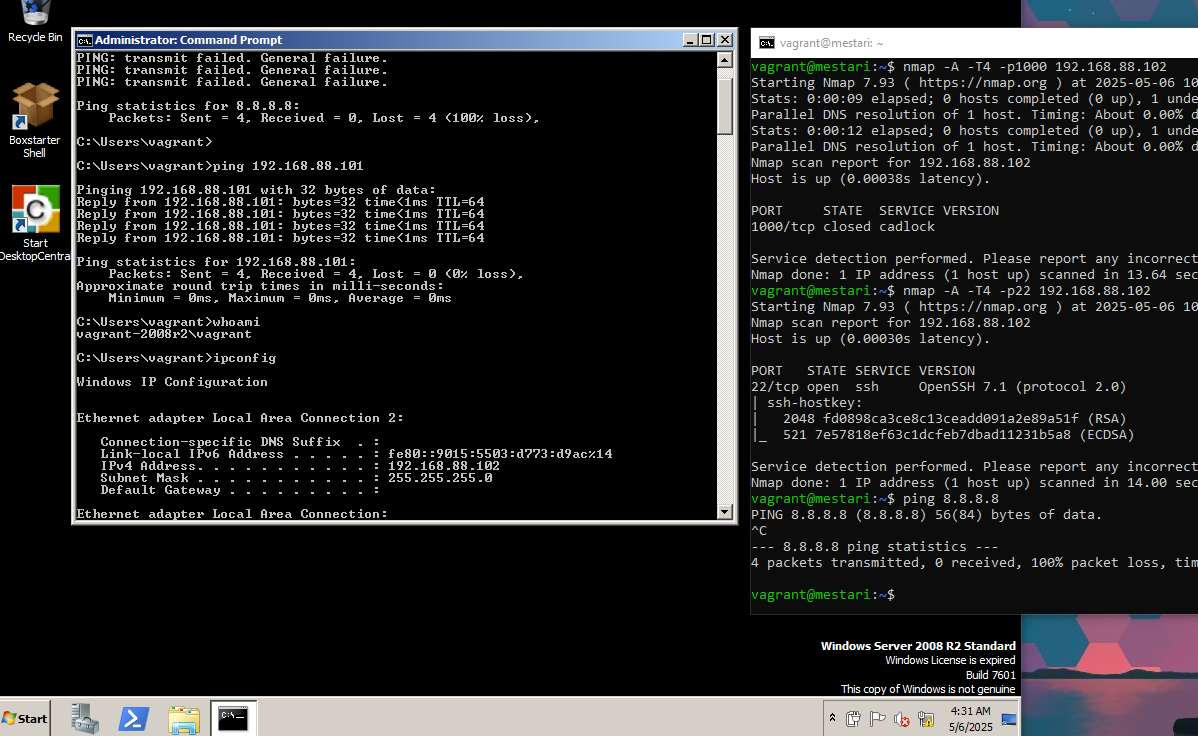 Recycle Bin
Boxstarter
Shell
Start
DesktopCentra
Administrator: Command Prompt
PING: transmit failed. General failure.
PING: transmit failed. General failure.
PING: transmit failed. General failure.
Ping statistics for 8.8.8.8:
    Packets: Sent = 4, Received = 0, Lost = 4 (100% loss),
C:\Users\vagrant>
C:\Users\vagrant>ping 192.168.88.101
Pinging 192.168.88.101 with 32 bytes of data:
Reply from 192.168.88.101: bytes=32 time<1ms TTL=64
Reply from 192.168.88.101: bytes=32 time<1ms TTL=64
Reply from 192.168.88.101: bytes=32 time<1ms TTL=64
Reply from 192.168.88.101: bytes=32 time<1ms TTL=64
Ping statistics for 192.168.88.101:
    Packets: Sent = 4, Received = 4, Lost = 0 (0% loss),
Approximate round trip times in milli-seconds:
    Minimum = 0ms, Maximum = 0ms, Average = 0ms
C:\Users\vagrant>whoami
vagrant-2008r2\vagrant
C:\Users\vagrant>ipconfig
Windows IP Configuration
Ethernet adapter Local Area Connection 2:
   Connection-specific DNS Suffix  . :
   Link-local IPv6 Address . . . . . : fe80::9015:5503:d773:d9ac%14
   IPv4 Address. . . . . . . . . . . : 192.168.88.102
   Subnet Mask . . . . . . . . . . . : 255.255.255.0
   Default Gateway . . . . . . . . . :
Ethernet adapter Local Area Connection:
vagrant@mestari: ~
vagrant@mestari:~$ nmap -A -T4 -p1000 192.168.88.102
Starting Nmap 7.93 ( https://nmap.org ) at 2025-05-06 10
Stats: 0:00:09 elapsed; 0 hosts completed (0 up), 1 unde
Parallel DNS resolution of 1 host. Timing: About 0.00% d
Stats: 0:00:12 elapsed; 0 hosts completed (0 up), 1 unde
Parallel DNS resolution of 1 host. Timing: About 0.00% d
Nmap scan report for 192.168.88.102
Host is up (0.00038s latency).
PORT     STATE  SERVICE VERSION
1000/tcp closed cadlock
Service detection performed. Please report any incorrect
Nmap done: 1 IP address (1 host up) scanned in 13.64 sec
vagrant@mestari:~$ nmap -A -T4 -p22 192.168.88.102
Starting Nmap 7.93 ( https://nmap.org ) at 2025-05-06 10
Nmap scan report for 192.168.88.102
Host is up (0.00030s latency).
PORT   STATE SERVICE VERSION
22/tcp open  ssh     OpenSSH 7.1 (protocol 2.0)
| ssh-hostkey:
|   2048 fd0898ca3ce8c13ceadd091a2e89a51f (RSA)
|_  521 7e57818ef63c1dcfeb7dbad11231b5a8 (ECDSA)
Service detection performed. Please report any incorrect
Nmap done: 1 IP address (1 host up) scanned in 14.00 sec
vagrant@mestari:~$ ping 8.8.8.8
PING 8.8.8.8 (8.8.8.8) 56(84) bytes of data.
^C
--- 8.8.8.8 ping statistics ---
4 packets transmitted, 0 received, 100% packet loss, tim
vagrant@mestari:~$
Windows Server 2008 R2 Standard
Windows License is expired
Build 7601
This copy of Windows is not genuine
Start
4:31 AM
5/6/2025